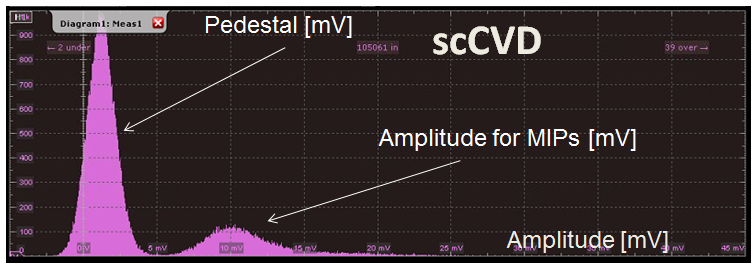 Diagram1: Meas1
Pedestal [mV]
scCVD
← 2 under
105061 in
39 over →
900
800
700
600
500
400
300
200
100
0
Amplitude for MIPs [mV]
Amplitude [mV]
0 V
5 mV
10 mV
15 mV
20 mV
25 mV
30 mV
35 mV
40 mV
45 mV